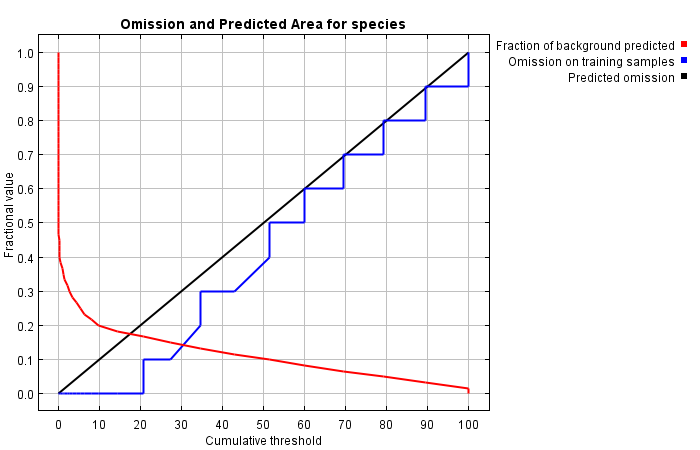 Omission and Predicted Area for species
Fraction of background predicted
Omission on training samples
Predicted omission
Fractional value
1.0
0.9
0.8
0.7
0.6
0.5
0.4
0.3
0.2
0.1
0.0
0 10 20 30 40 50 60 70 80 90 100
Cumulative threshold